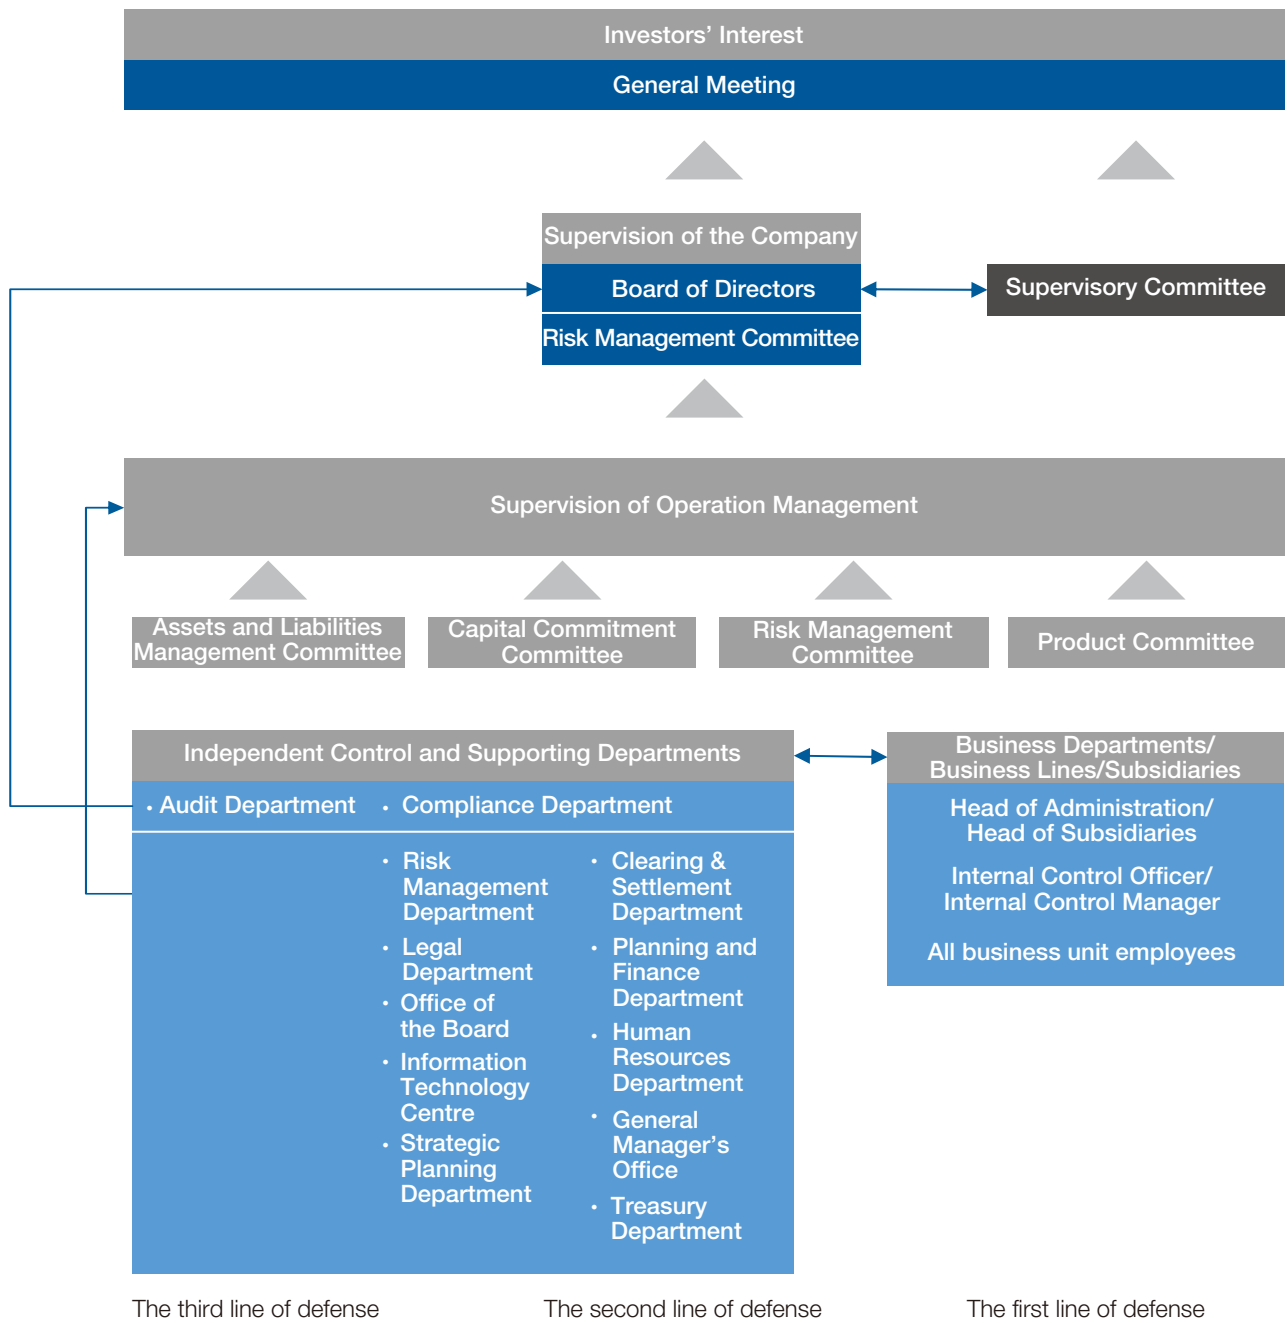 Investors’ Interest
General Meeting
Supervision of the Company
Board of Directors
Risk Management Committee
Supervisory Committee
Supervision of Operation Management
Assets and Liabilities
Management Committee
Capital Commitment
Committee
Risk Management
Committee
Product Committee
Independent Control and Supporting Departments
• Audit Department
• Compliance Department
• Risk
Management
Department
• Legal
Department
• Office of
the Board
• Information
Technology
Centre
• Strategic
Planning
Department
• Clearing &
Settlement
Department
• Planning and
Finance
Department
• Human
Resources
Department
• General
Manager’s
Office
• Treasury
Department
Business Departments/
Business Lines/Subsidiaries
Head of Administration/
Head of Subsidiaries
Internal Control Officer/
Internal Control Manager
All business unit employees
The third line of defense
The second line of defense
The first line of defense